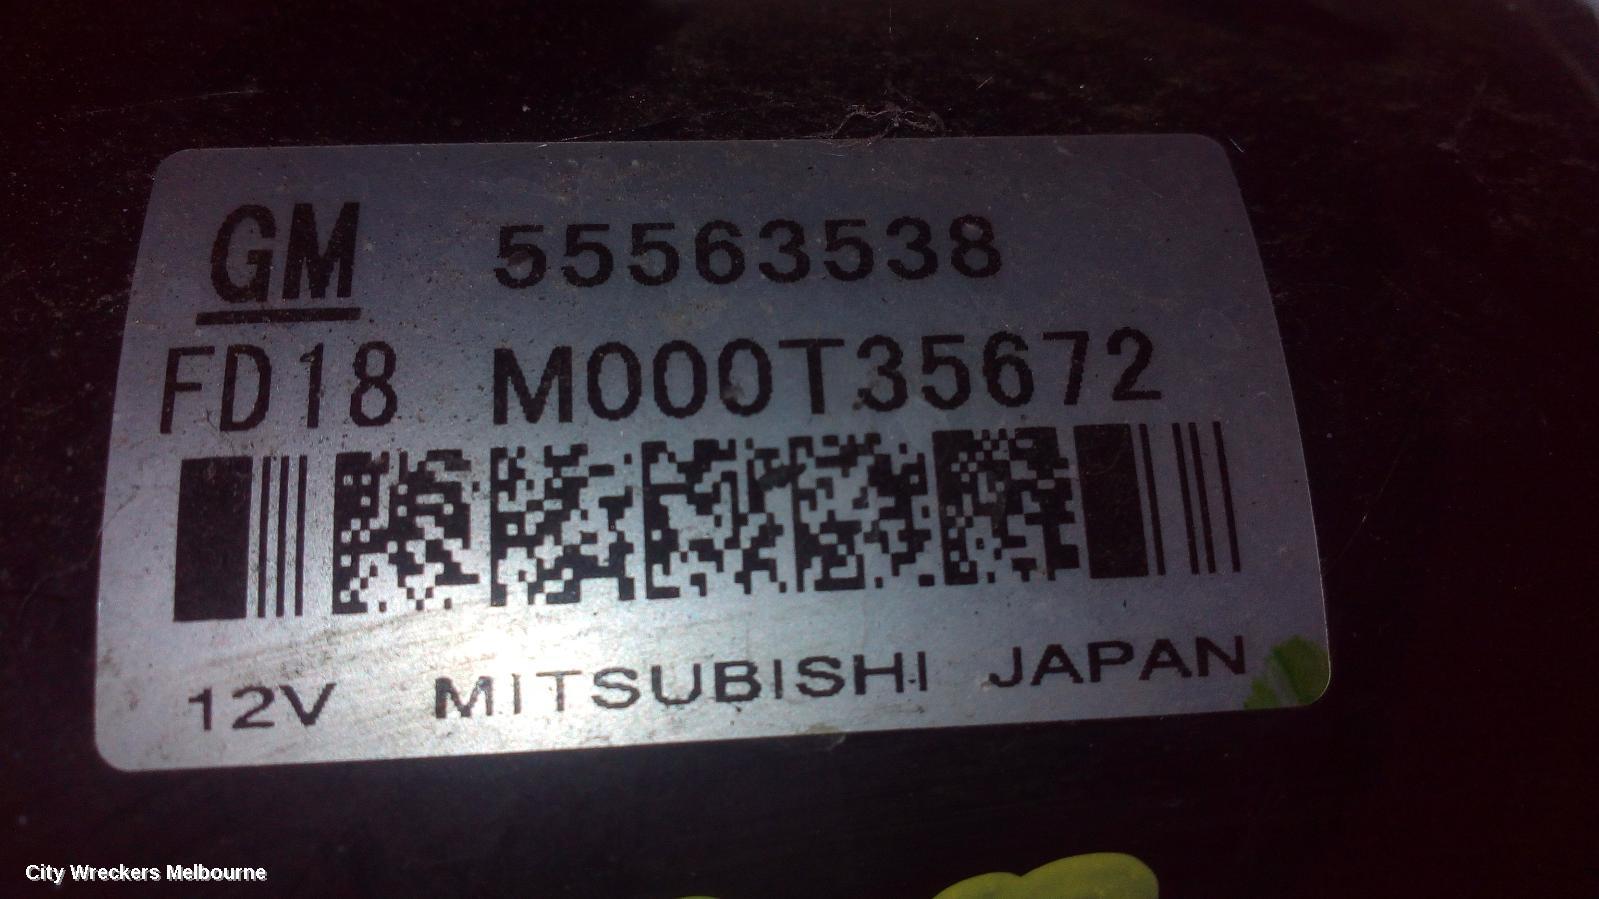 GM 55563538
FD18 M000T35672
12V MITSUBISHI JAPAN
City Wreckers Melbourne